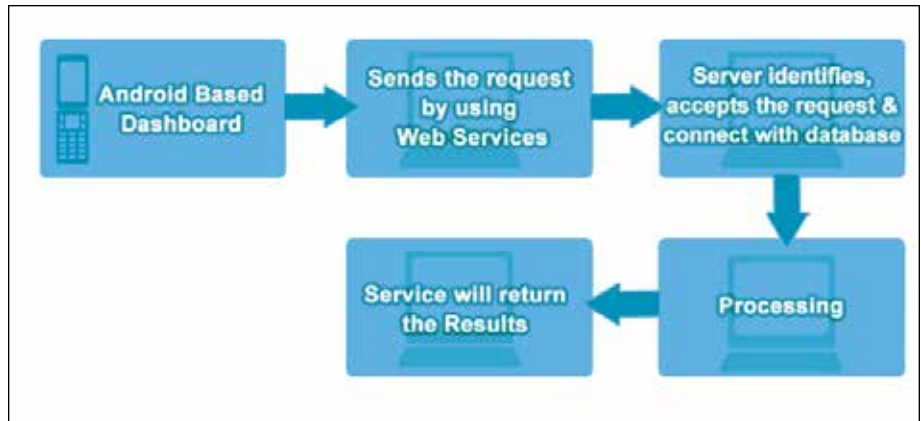 Android Based
Dashboard
Sends the request
by using
Web Services
Server identifies,
accepts the request &
connect with database
Processing
Service will return
the Results